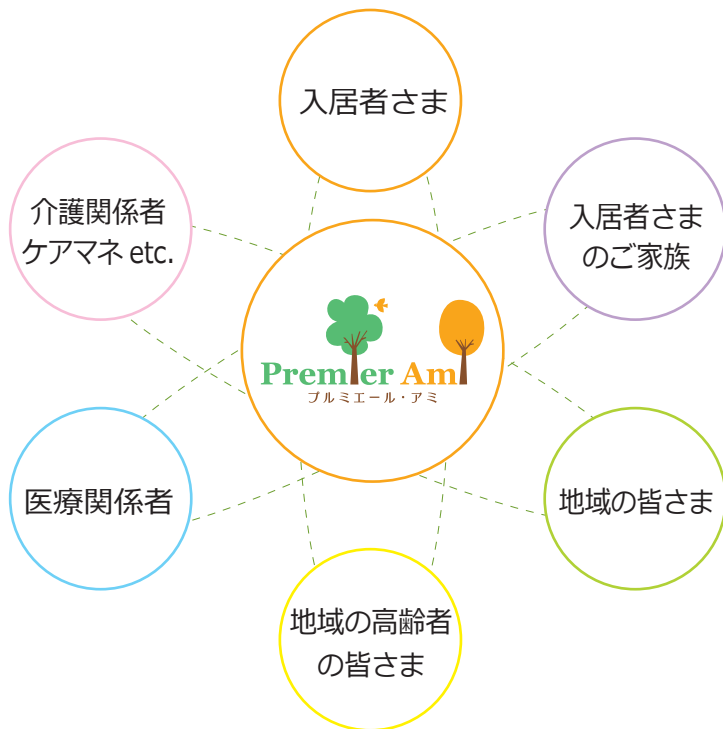 入居者さま
介護関係者
ケアマネ etc.
入居者さま
のご家族
Premier Ami
プルミエール・アミ
医療関係者
地域の皆さま
地域の高齢者
の皆さま